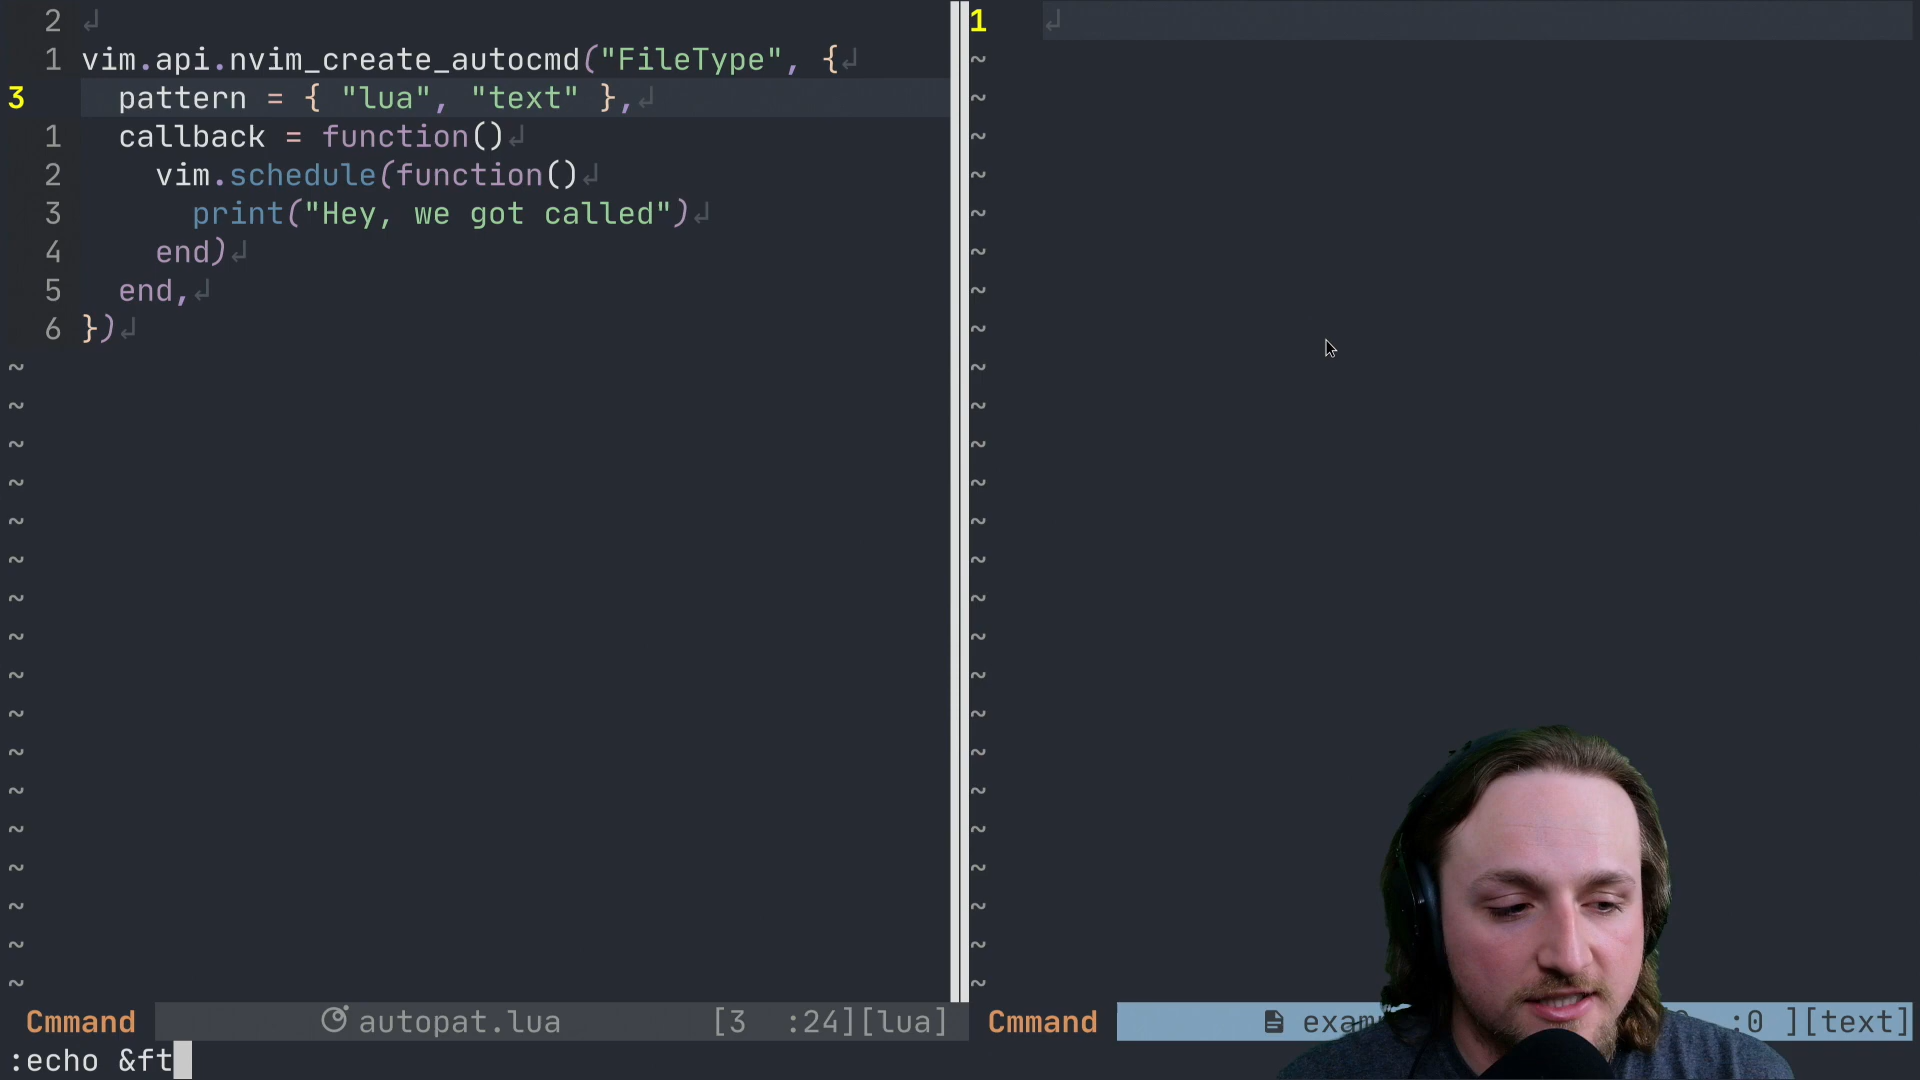 2
1 vim.api.nvim_create_autocmd("FileType", {
3 pattern = { "lua", "text" },
1 callback = function()
2 vim.schedule(function()
3 print("Hey, we got called")
4 end)
5 end,
6 })
1
Cmmand autopat.lua [3 :24][lua]
Cmmand :0 ][text]
:echo &ft